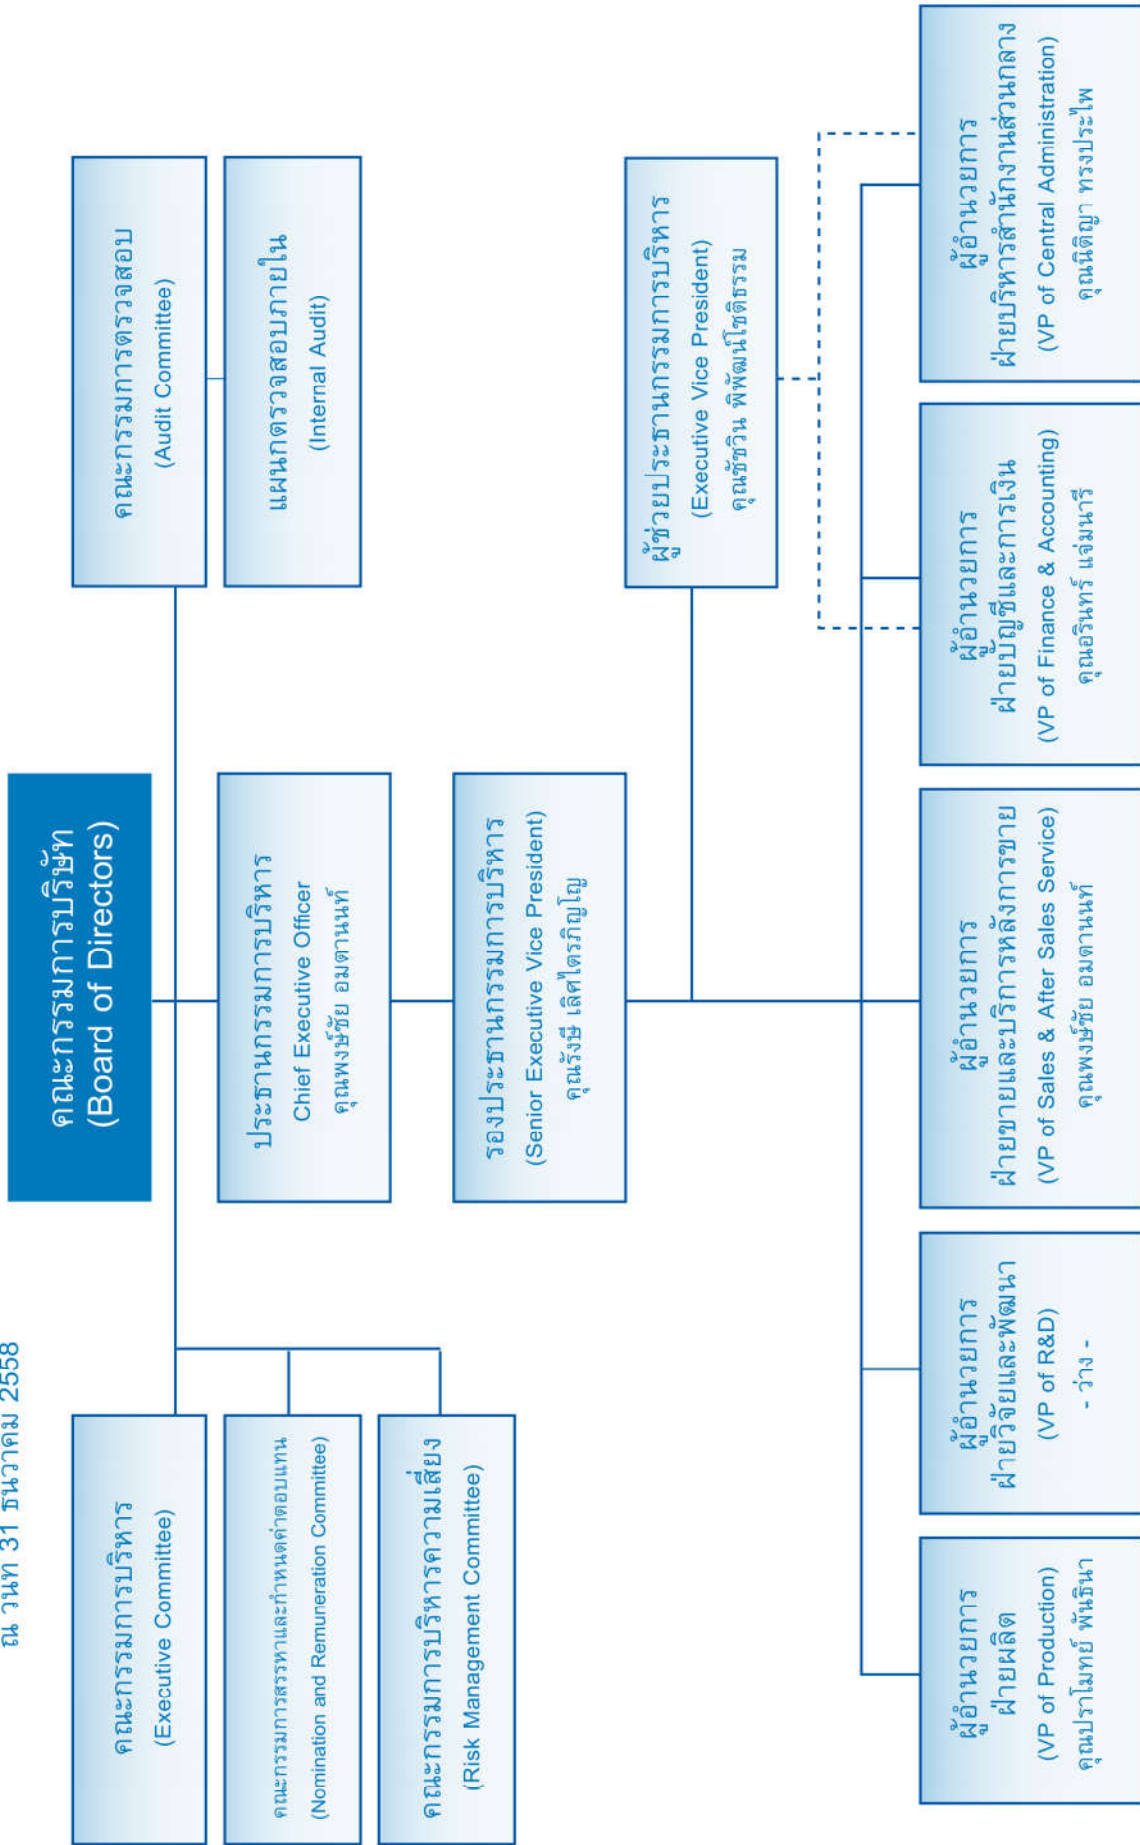 ณ วันที่ 31 ธันวาคม 2558
คณะกรรมการบริษัท
(Board of Directors)
คณะกรรมการบริหาร
(Executive Committee)
คณะกรรมการสรรหาและกำหนดค่าตอบแทน
(Nomination and Remuneration Committee)
คณะกรรมการบริหารความเสี่ยง
(Risk Management Committee)
คณะกรรมการตรวจสอบ
(Audit Committee)
แผนกตรวจสอบภายใน
(Internal Audit)
ประธานกรรมการบริหาร
Chief Executive Officer
คุณพงษ์ชัย อมตานนท์
รองประธานกรรมการบริหาร
(Senior Executive Vice President)
คุณรังษี เลิศไตรภิญโญ
ผู้ช่วยประธานกรรมการบริหาร
(Executive Vice President)
คุณชัชวิน พิพัฒน์โชติธรรม
ผู้อำนวยการ
ฝ่ายผลิต
(VP of Production)
คุณปราโมทย์ พันธินา
ผู้อำนวยการ
ฝ่ายวิจัยและพัฒนา
(VP of R&D)
- ว่าง -
ผู้อำนวยการ
ฝ่ายขายและบริการหลังการขาย
(VP of Sales & After Sales Service)
คุณพงษ์ชัย อมตานนท์
ผู้อำนวยการ
ฝ่ายบัญชีและการเงิน
(VP of Finance & Accounting)
คุณอรินทร์ แจ่มนารี
ผู้อำนวยการ
ฝ่ายบริหารสำนักงานส่วนกลาง
(VP of Central Administration)
คุณนิติญา ทรงประไพ